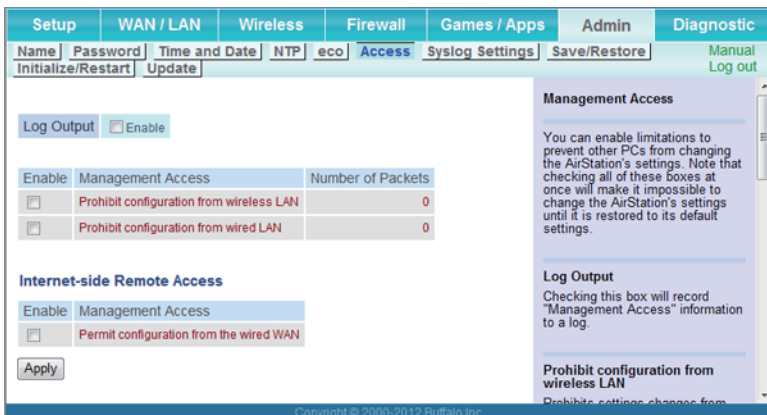 Setup WAN / LAN Wireless Firewall Games / Apps Admin Diagnostic
Name Password Time and Date NTP eco Access Syslog Settings Save/Restore Manual
Initialize/Restart Update Log out
Log Output Enable
Enable Management Access Number of Packets
Prohibit configuration from wireless LAN 0
Prohibit configuration from wired LAN 0
Internet-side Remote Access
Enable Management Access
Permit configuration from the wired WAN
Apply
Management Access
You can enable limitations to
prevent other PCs from changing
the AirStation's settings. Note that
checking all of these boxes at
once will make it impossible to
change the AirStation's settings
until it is restored to its default
settings.
Log Output
Checking this box will record
"Management Access" information
to a log.
Prohibit configuration from
wireless LAN
Prohibits settings changes from
Copyright © 2000-2012 Buffalo Inc.